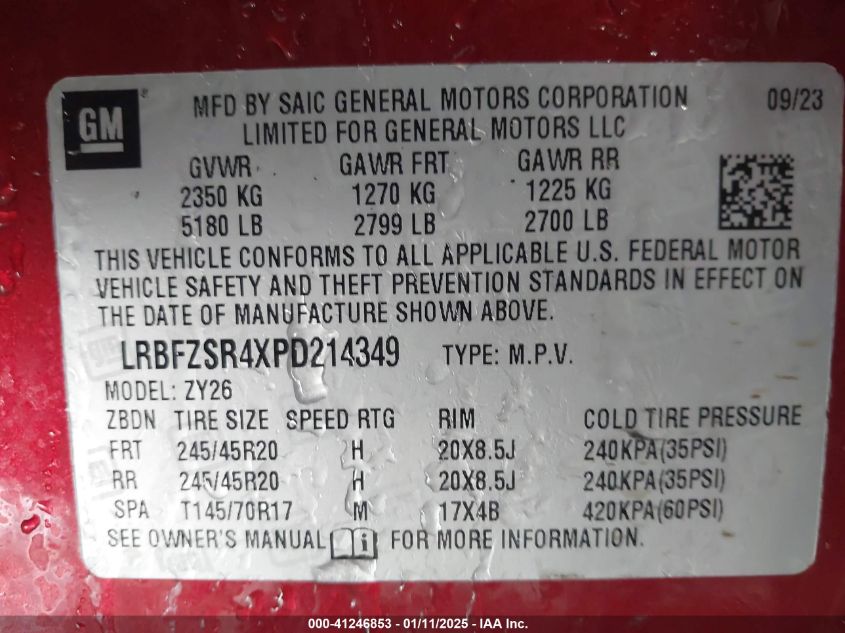 GM
MFD BY SAIC GENERAL MOTORS CORPORATION 09/23
LIMITED FOR GENERAL MOTORS LLC
GVWR GAWR FRT GAWR RR
2350 KG 1270 KG 1225 KG
5180 LB 2799 LB 2700 LB
THIS VEHICLE CONFORMS TO ALL APPLICABLE U.S. FEDERAL MOTOR
VEHICLE SAFETY AND THEFT PREVENTION STANDARDS IN EFFECT ON
THE DATE OF MANUFACTURE SHOWN ABOVE.
LRBFZSR4XPD214349 TYPE: M.P.V.
MODEL: ZY26
ZBDN TIRE SIZE SPEED RTG RIM COLD TIRE PRESSURE
FRT 245/45R20 H 20X8.5J 240KPA(35PSI)
RR 245/45R20 H 20X8.5J 240KPA(35PSI)
SPA T145/70R17 M 17X4B 420KPA(60PSI)
SEE OWNER'S MANUAL FOR MORE INFORMATION.
000-41246853 - 01/11/2025 - IAA Inc.